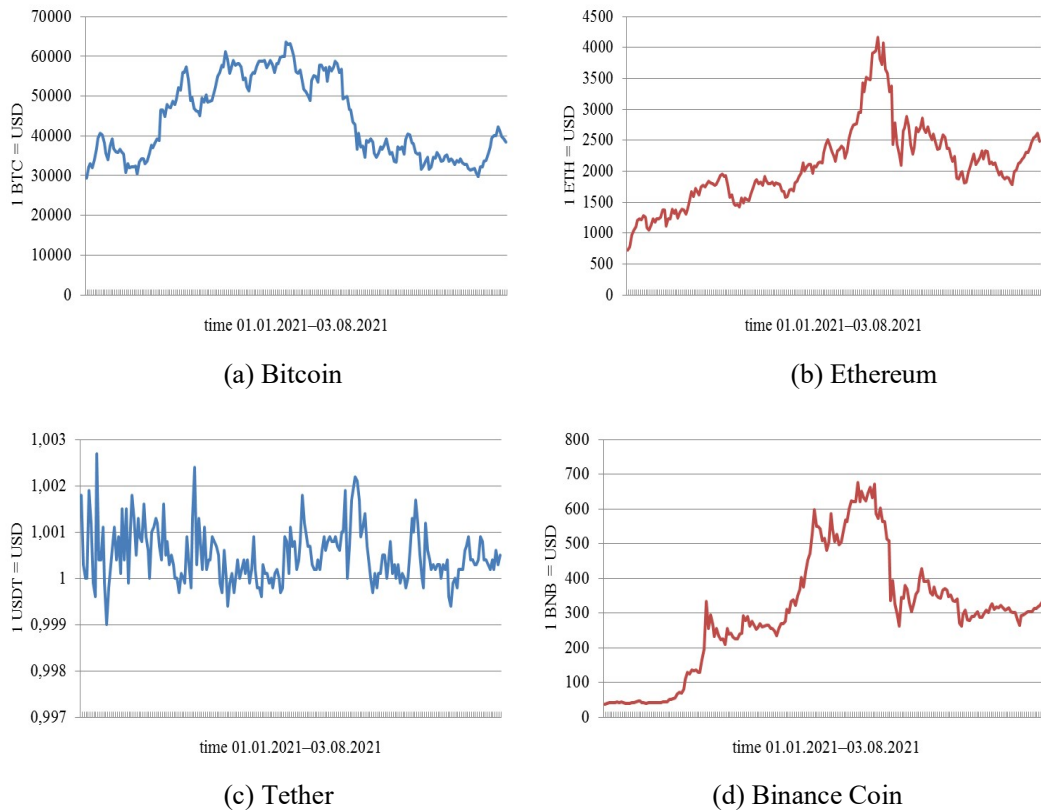 70000
60000
50000
40000
30000
20000
10000
0
1 BTC = USD
time 01.01.2021–03.08.2021
(a) Bitcoin
4500
4000
3500
3000
2500
2000
1500
1000
500
0
1 ETH = USD
time 01.01.2021–03.08.2021
(b) Ethereum
1,003
1,002
1,001
1
0,999
0,998
0,997
1 USDT = USD
time 01.01.2021–03.08.2021
(c) Tether
800
700
600
500
400
300
200
100
0
1 BNB = USD
time 01.01.2021–03.08.2021
(d) Binance Coin